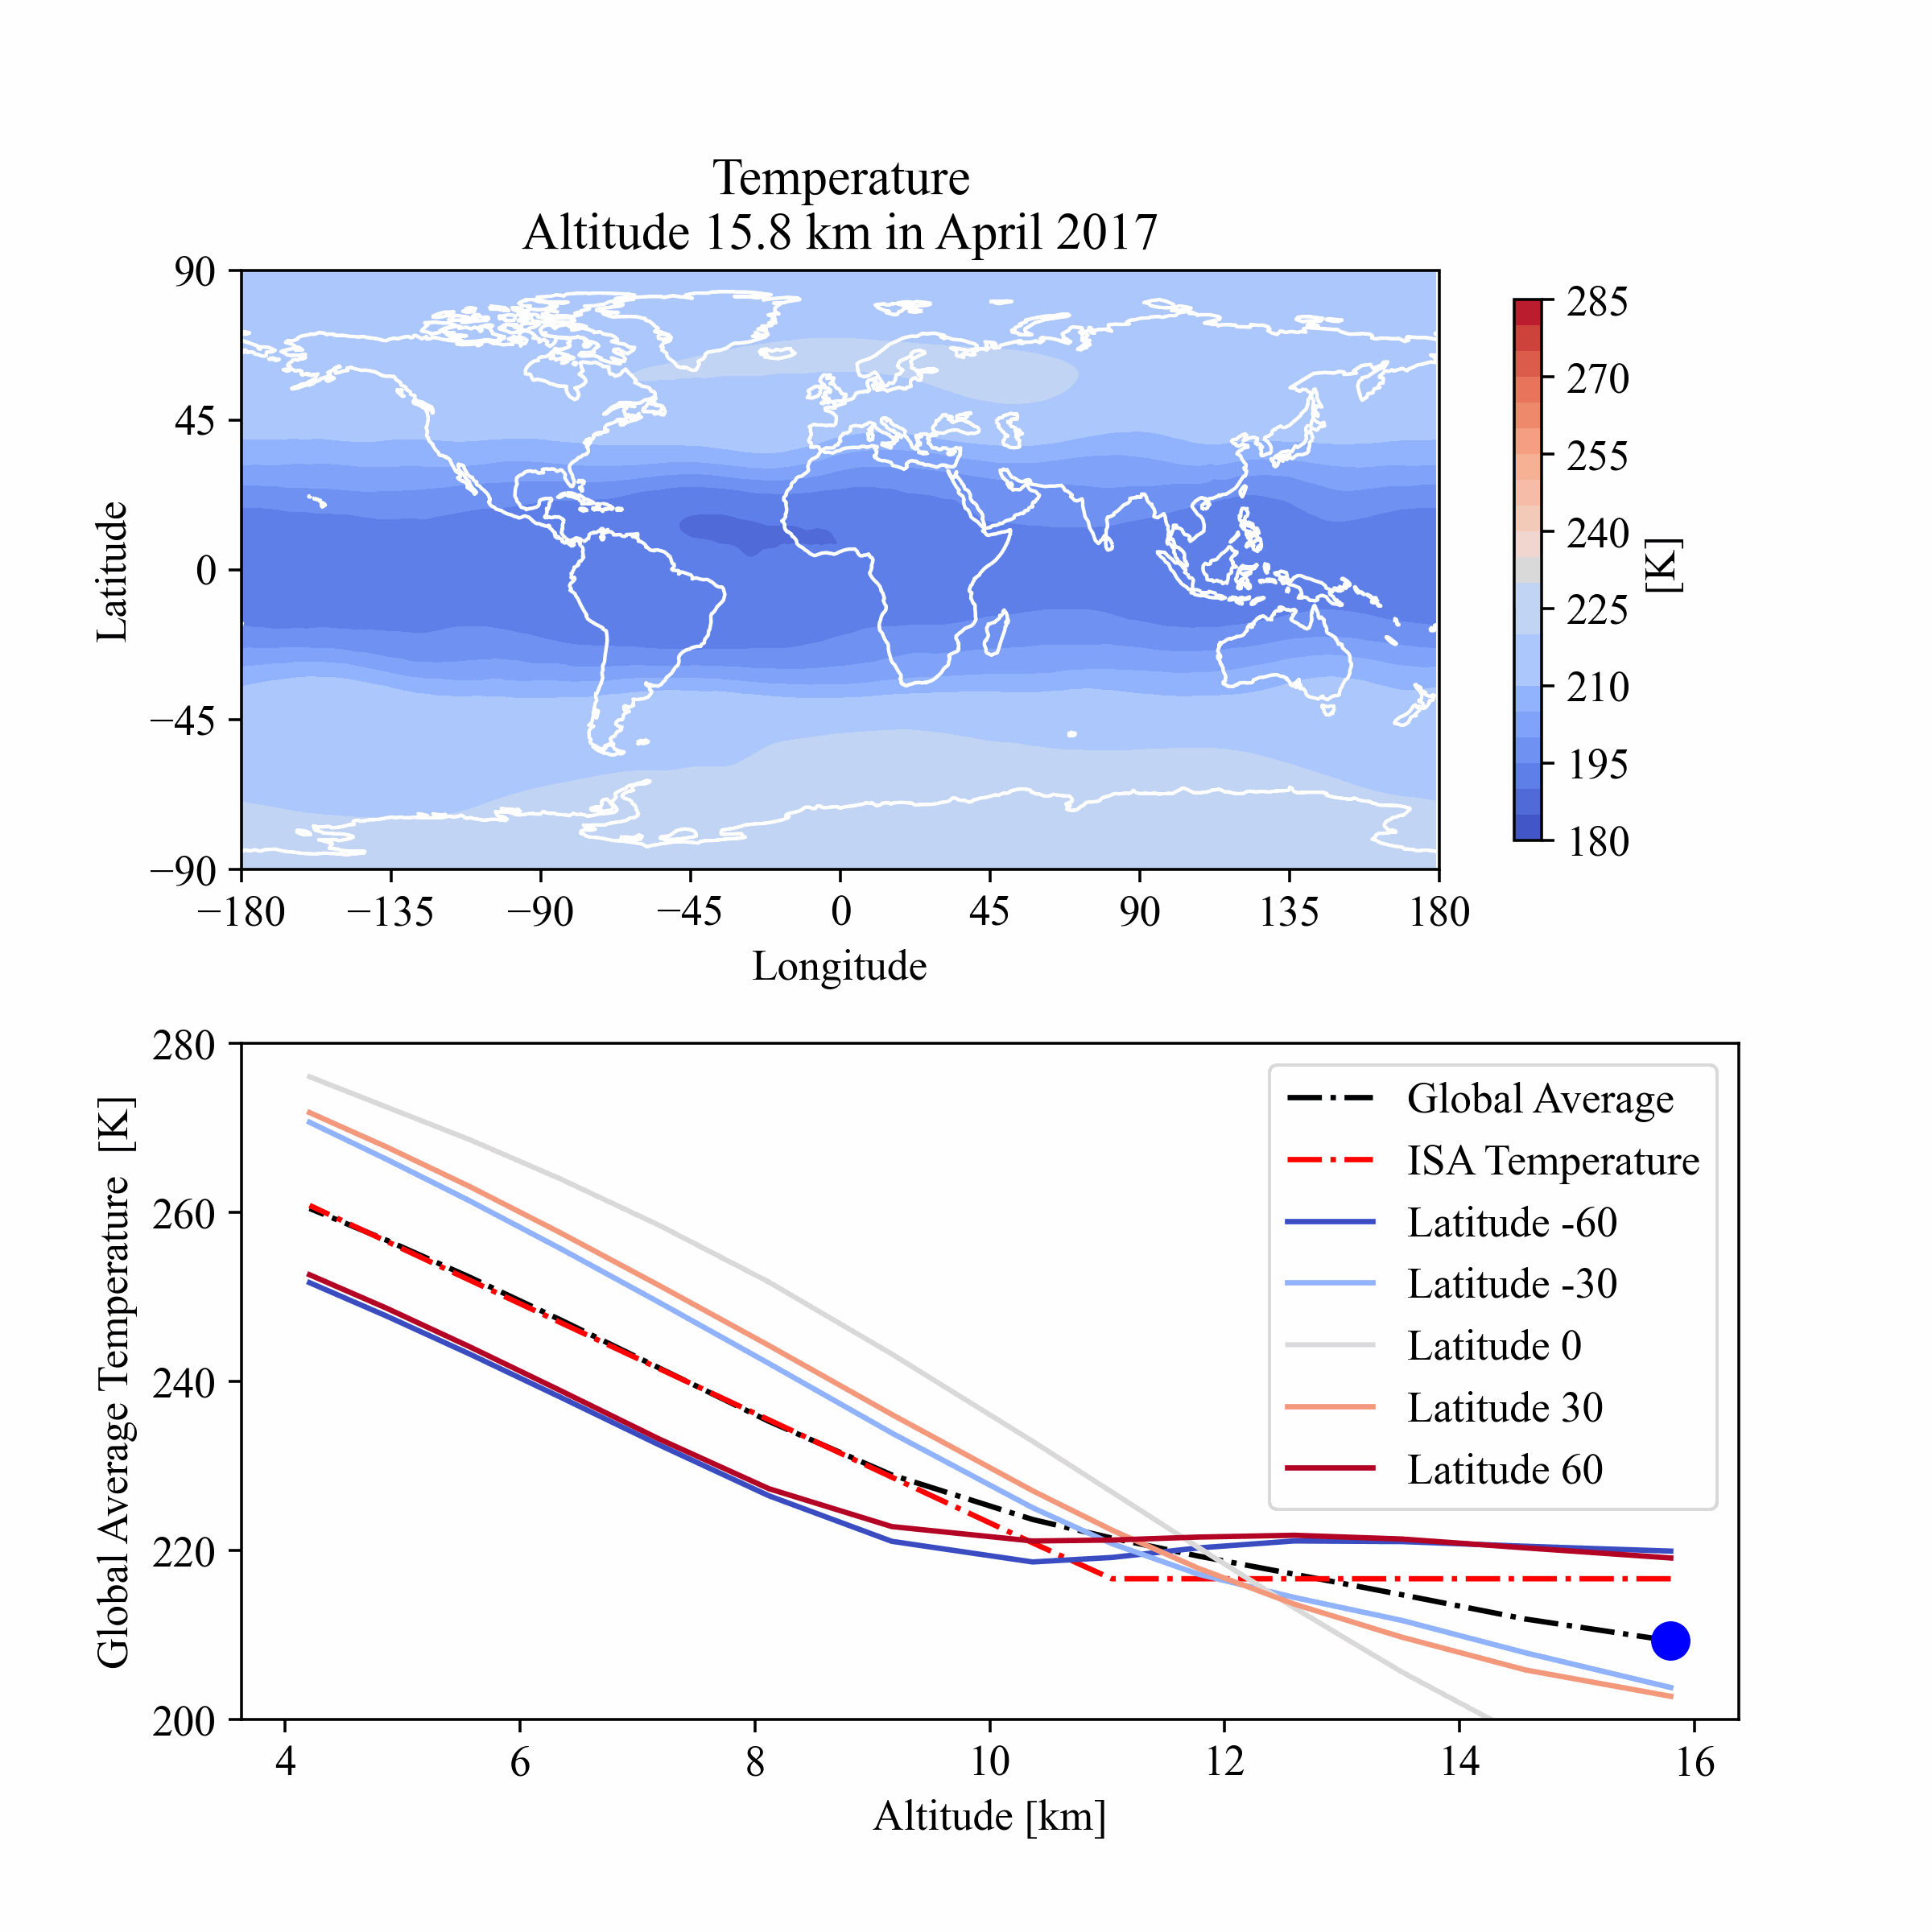 Temperature
Altitude 15.8 km in April 2017
90
45
0
−45
−90
Latitude
−180 −135 −90 −45 0 45 90 135 180
Longitude
285
270
255
240
225
210
195
180
[K]
280
260
240
220
200
Global Average Temperature [K]
Global Average
ISA Temperature
Latitude -60
Latitude -30
Latitude 0
Latitude 30
Latitude 60
4 6 8 10 12 14 16
Altitude [km]